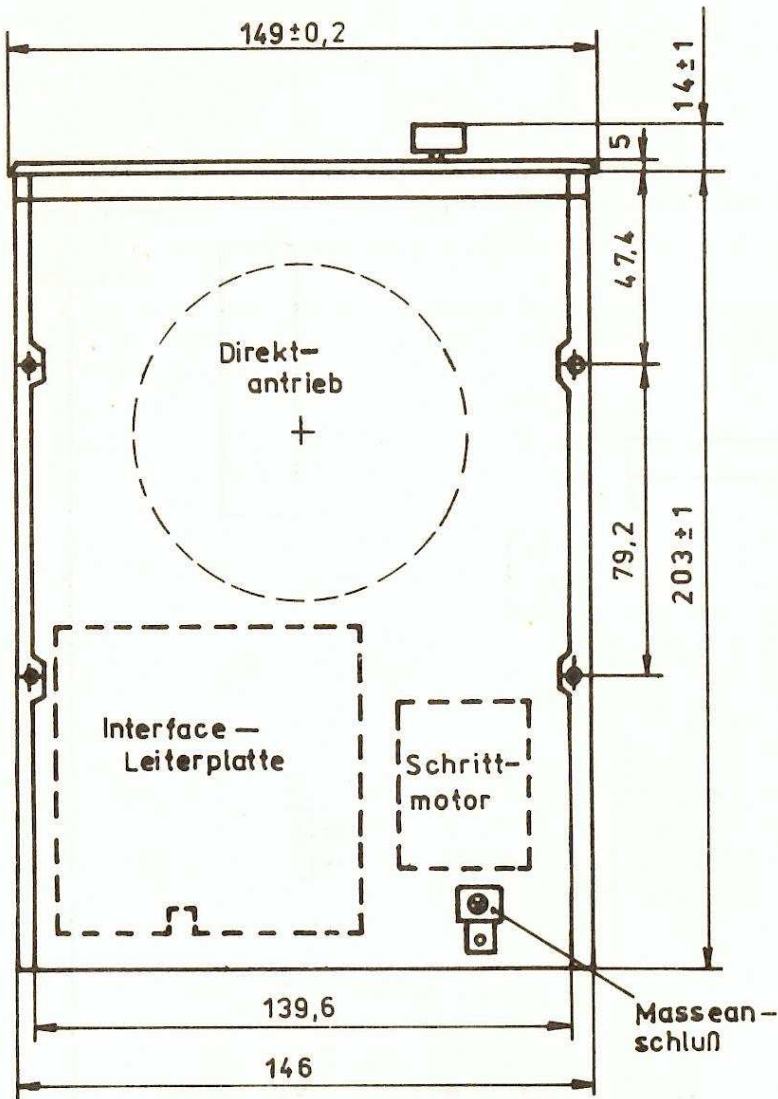 149±0,2
14±1
5
47,4
Direkt-
antrieb
79,2
203±1
Interface-
Leiterplatte
Schritt-
motor
139,6
Massean-
schluß
146